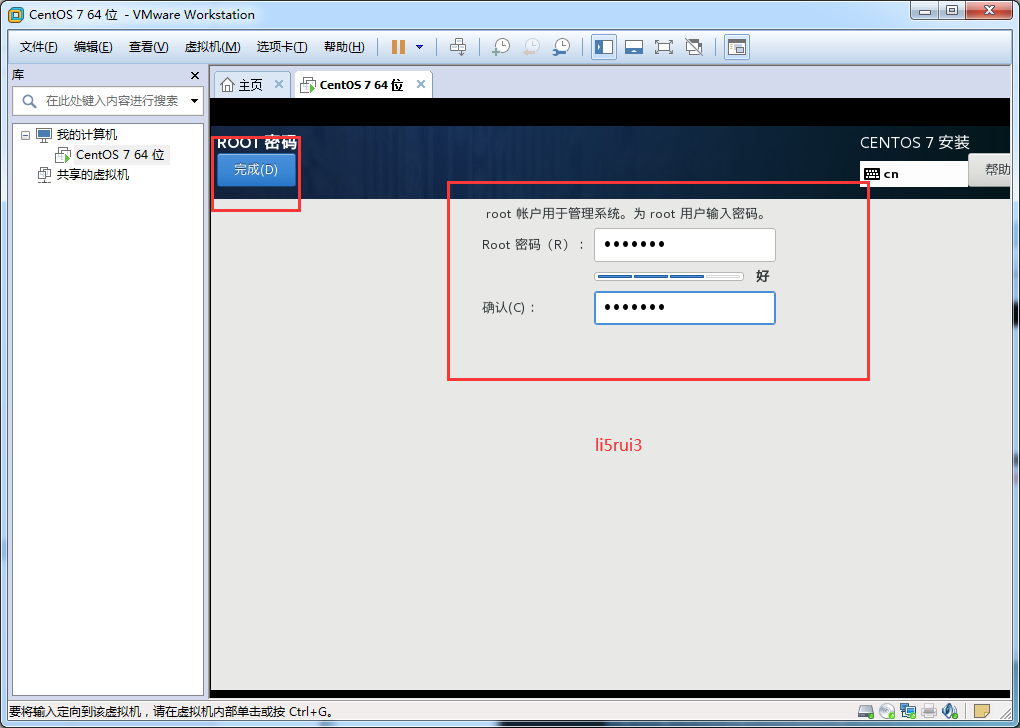 CentOS 7 64 位 - VMware Workstation
文件(F) 编辑(E) 查看(V) 虚拟机(M) 选项卡(T) 帮助(H)
库
主页
CentOS 7 64 位
在此处键入内容进行搜索
我的计算机
CentOS 7 64 位
共享的虚拟机
ROOT 密码
完成(D)
CENTOS 7 安装
cn
帮助
root 帐户用于管理系统。为 root 用户输入密码。
Root 密码（R）：
•••••••
好
确认(C)：
•••••••
li5rui3
要将输入定向到该虚拟机，请在虚拟机内部单击或按 Ctrl+G。